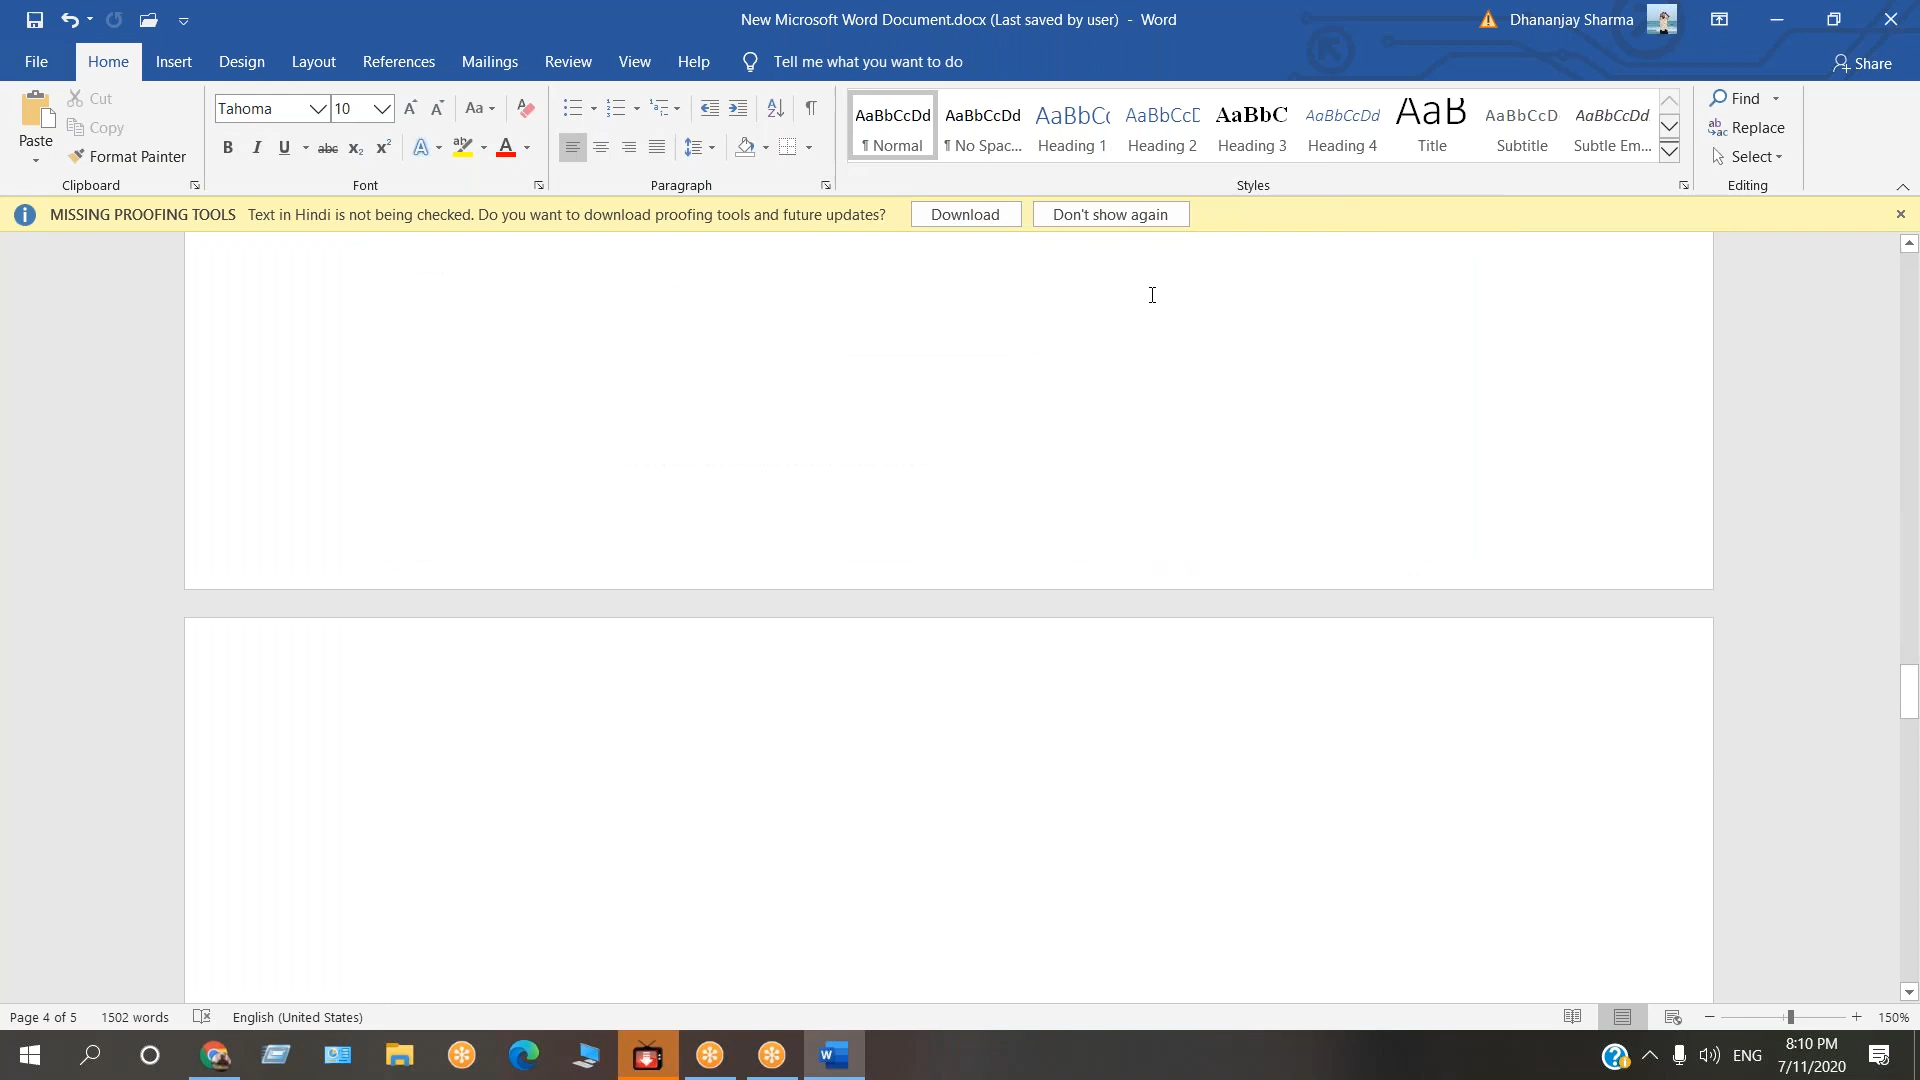 New Microsoft Word Document.docx (Last saved by user) - Word
Dhananjay Sharma
File Home Insert Design Layout References Mailings Review View Help Tell me what you want to do Share
Paste
Cut
Copy
Format Painter
Clipboard
Tahoma 10 Aa
B I U abc x₂ x² A ab A
Font
Paragraph
AaBbCcDd AaBbCcDd AaBbCc AaBbCcD AaBbC AaBbCcDd AaB AaBbCcD AaBbCcDd
¶ Normal ¶ No Spac... Heading 1 Heading 2 Heading 3 Heading 4 Title Subtitle Subtle Em...
Styles
Find
Replace
Select
Editing
MISSING PROOFING TOOLS Text in Hindi is not being checked. Do you want to download proofing tools and future updates? Download Don't show again
Page 4 of 5 1502 words English (United States) 150%
ENG
8:10 PM
7/11/2020